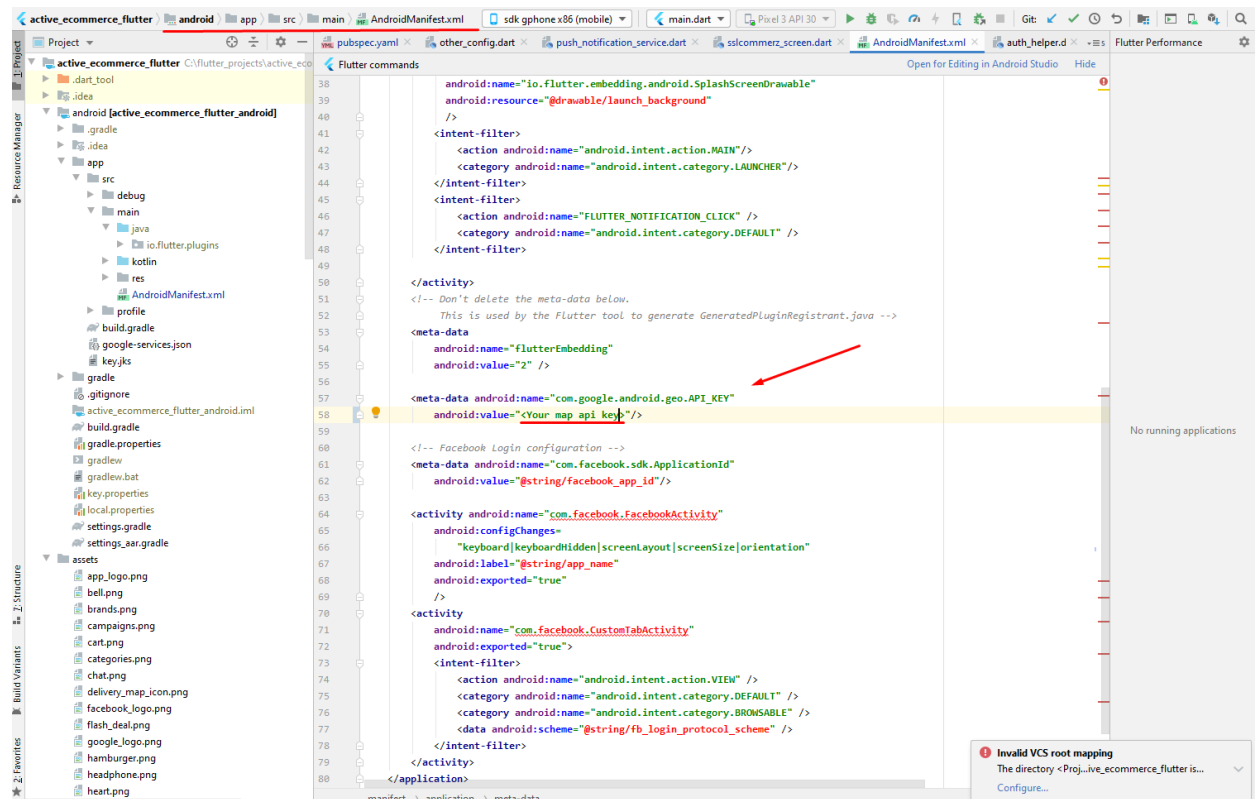 active_ecommerce_flutter android app src main AndroidManifest.xml sdk gphone x86 (mobile) main.dart Pixel 3 API 30 Git:
Project
pubspec.yaml other_config.dart push_notification_service.dart sslcommerz_screen.dart AndroidManifest.xml auth_helper.d Flutter Performance
1: Project
Resource Manager
7: Structure
Build Variants
2: Favorites
active_ecommerce_flutter C:\flutter_projects\active_eco
.dart_tool
.idea
android [active_ecommerce_flutter_android]
.gradle
.idea
app
src
debug
main
java
io.flutter.plugins
kotlin
res
AndroidManifest.xml
profile
build.gradle
google-services.json
key.jks
gradle
.gitignore
active_ecommerce_flutter_android.iml
build.gradle
gradle.properties
gradlew
gradlew.bat
key.properties
local.properties
settings.gradle
settings_aar.gradle
assets
app_logo.png
bell.png
brands.png
campaigns.png
cart.png
categories.png
chat.png
delivery_map_icon.png
facebook_logo.png
flash_deal.png
google_logo.png
hamburger.png
headphone.png
heart.png
Flutter commands Open for Editing in Android Studio Hide
38 android:name="io.flutter.embedding.android.SplashScreenDrawable"
39 android:resource="@drawable/launch_background"
40 />
41 <intent-filter>
42 <action android:name="android.intent.action.MAIN"/>
43 <category android:name="android.intent.category.LAUNCHER"/>
44 </intent-filter>
45 <intent-filter>
46 <action android:name="FLUTTER_NOTIFICATION_CLICK" />
47 <category android:name="android.intent.category.DEFAULT" />
48 </intent-filter>
49
50 </activity>
51 <!-- Don't delete the meta-data below.
52 This is used by the Flutter tool to generate GeneratedPluginRegistrant.java -->
53 <meta-data
54 android:name="flutterEmbedding"
55 android:value="2" />
56
57 <meta-data android:name="com.google.android.geo.API_KEY"
58 android:value="<Your map api key>"/>
59
60 <!-- Facebook Login configuration -->
61 <meta-data android:name="com.facebook.sdk.ApplicationId"
62 android:value="@string/facebook_app_id"/>
63
64 <activity android:name="com.facebook.FacebookActivity"
65 android:configChanges=
66 "keyboard|keyboardHidden|screenLayout|screenSize|orientation"
67 android:label="@string/app_name"
68 android:exported="true"
69 />
70 <activity
71 android:name="com.facebook.CustomTabActivity"
72 android:exported="true">
73 <intent-filter>
74 <action android:name="android.intent.action.VIEW" />
75 <category android:name="android.intent.category.DEFAULT" />
76 <category android:name="android.intent.category.BROWSABLE" />
77 <data android:scheme="@string/fb_login_protocol_scheme" />
78 </intent-filter>
79 </activity>
80 </application>
manifest > application > meta-data
No running applications
Invalid VCS root mapping
The directory <Proj...ive_ecommerce_flutter is...
Configure...